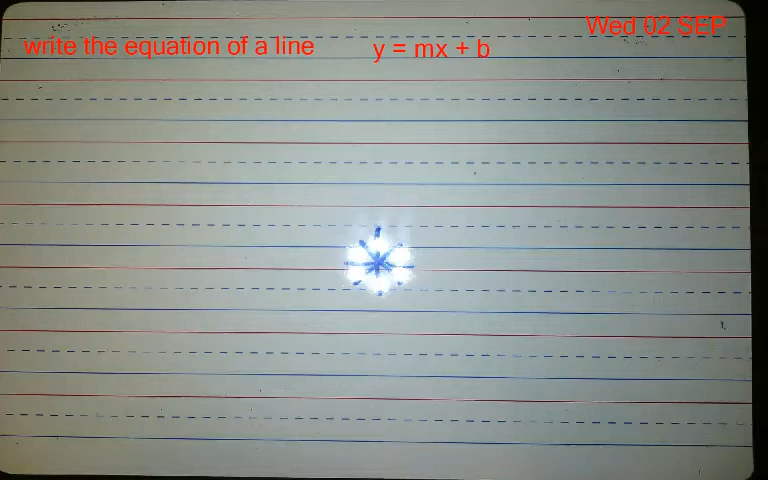 Wed 02 SEP
write the equation of a line y = mx + b